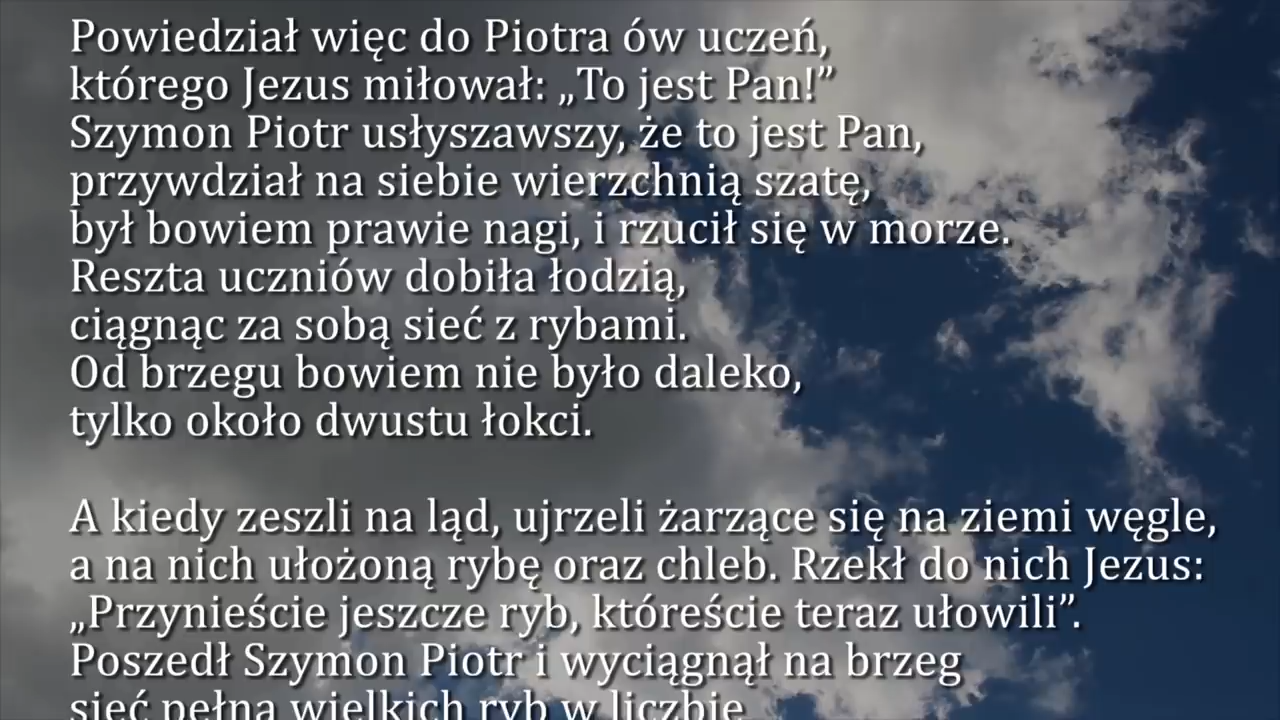 Powiedział więc do Piotra ów uczeń,
którego Jezus miłował: „To jest Pan!”
Szymon Piotr usłyszawszy, że to jest Pan,
przywdział na siebie wierzchnią szatę,
był bowiem prawie nagi, i rzucił się w morze.
Reszta uczniów dobiła łodzią,
ciągnąc za sobą sieć z rybami.
Od brzegu bowiem nie było daleko,
tylko około dwustu łokci.
A kiedy zeszli na ląd, ujrzeli żarzące się na ziemi węgle,
a na nich ułożoną rybę oraz chleb. Rzekł do nich Jezus:
„Przynieście jeszcze ryb, któreście teraz ułowili”.
Poszedł Szymon Piotr i wyciągnął na brzeg
sieć pełną wielkich ryb w liczbie